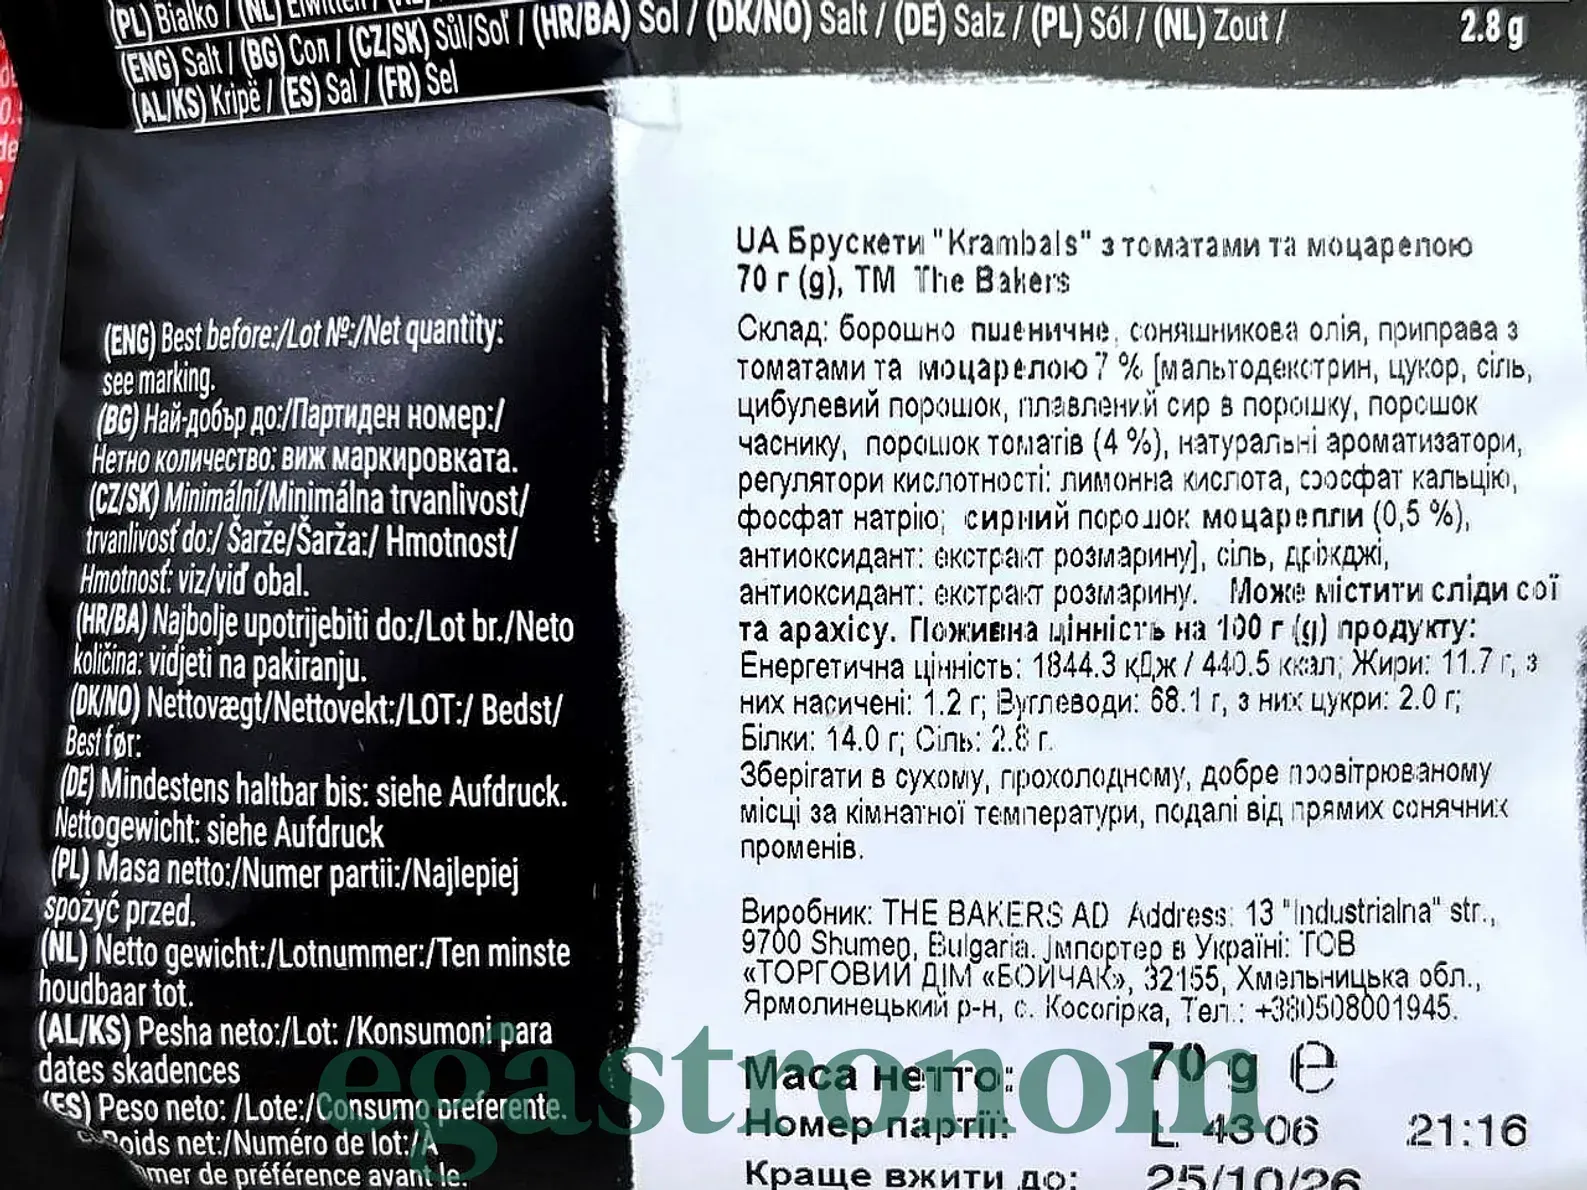 (PL) Białko / (NL) Eiwitten /
(ENG) Salt / (BG) Сол / (CZ/SK) Sůl/Soľ / (HR/BA) Sol / (DK/NO) Salt / (DE) Salz / (PL) Sól / (NL) Zout / 2.8 g
(AL/KS) Kripë / (ES) Sal / (FR) Sel
(ENG) Best before:/Lot №:/Net quantity:
see marking.
(BG) Най-добър до:/Партиден номер:/
Нетно количество: виж маркировката.
(CZ/SK) Minimální/Minimálna trvanlivost/
trvanlivosť do:/ Šarže/Šarža:/ Hmotnost/
Hmotnosť: viz/viď obal.
(HR/BA) Najbolje upotrijebiti do:/Lot br./Neto
količina: vidjeti na pakiranju.
(DK/NO) Nettovægt/Nettovekt:/LOT:/ Bedst/
Best før:
(DE) Mindestens haltbar bis: siehe Aufdruck.
Nettogewicht: siehe Aufdruck
(PL) Masa netto:/Numer partii:/Najlepiej
spożyć przed.
(NL) Netto gewicht:/Lotnummer:/Ten minste
houdbaar tot.
(AL/KS) Pesha neto:/Lot: /Konsumoni para
dates skadences
(ES) Peso neto: /Lote:/Consumo preferente.
Poids net:/Numéro de lot:/À
de préférence avant le.
UA Брускети "Krambals" з томатами та моцарелою
70 г (g), ТМ The Bakers
Склад: борошно пшеничне, соняшникова олія, приправа з
томатами та моцарелою 7 % [мальтодекстрин, цукор, сіль,
цибулевий порошок, плавлений сир в порошку, порошок
часнику, порошок томатів (4 %), натуральні ароматизатори,
регулятори кислотності: лимонна кислота, фосфат кальцію,
фосфат натрію; сирний порошок моцарелли (0,5 %),
антиоксидант: екстракт розмарину], сіль, дріжджі,
антиоксидант: екстракт розмарину. Може містити сліди сої
та арахісу. Поживна цінність на 100 г (g) продукту:
Енергетична цінність: 1844.3 кДж / 440.5 ккал; Жири: 11.7 г, з
них насичені: 1.2 г; Вуглеводи: 68.1 г, з них цукри: 2.0 г;
Білки: 14.0 г; Сіль: 2.8 г.
Зберігати в сухому, прохолодному, добре провітрюваному
місці за кімнатної температури, подалі від прямих сонячних
променів.
Виробник: THE BAKERS AD Address: 13 "Industrialna" str.,
9700 Shumen, Bulgaria. Імпортер в Україні: ТОВ
«ТОРГОВИЙ ДІМ «БОЙЧАК», 32155, Хмельницька обл.,
Ярмолинецький р-н, с. Косогірка, Тел.: +380508001945.
Маса нетто: 70 g e
Номер партії: L 4306 21:16
Краще вжити до: 25/10/26
egastronom